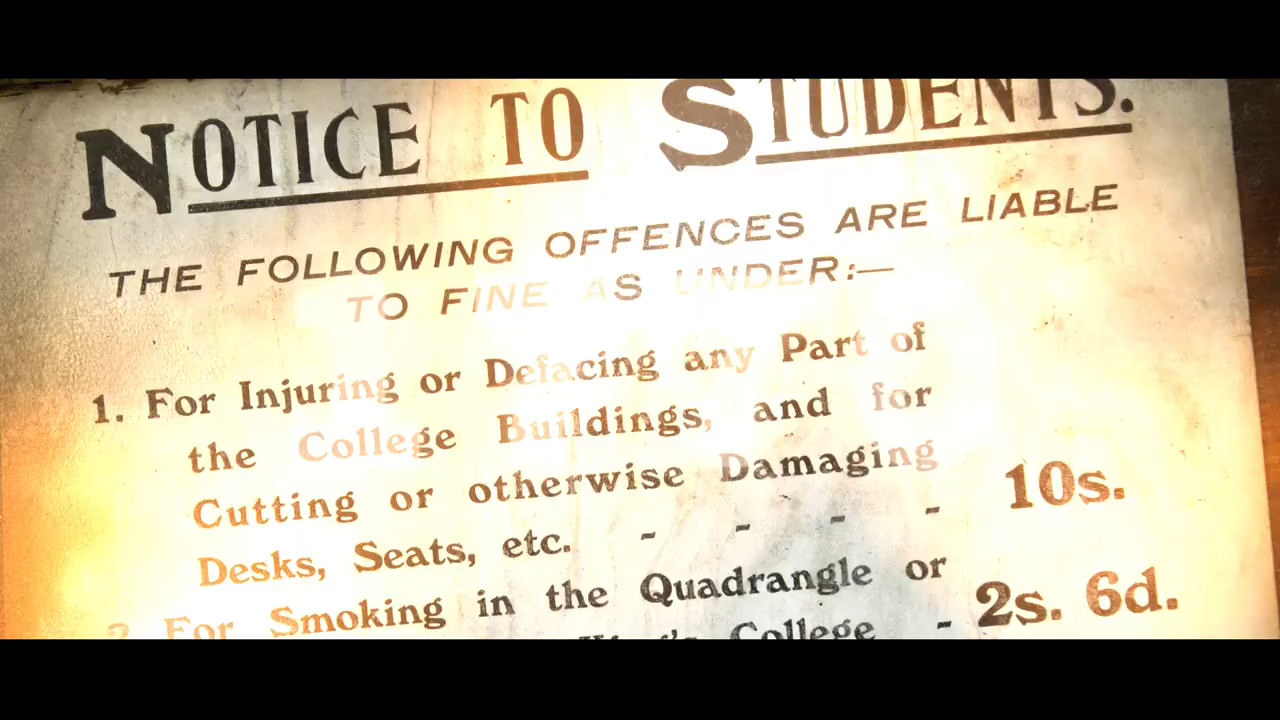 NOTICE TO STUDENTS.
THE FOLLOWING OFFENCES ARE LIABLE
TO FINE AS UNDER:—
1. For Injuring or Defacing any Part of
the College Buildings, and for
Cutting or otherwise Damaging
Desks, Seats, etc. - - - - 10s.
2. For Smoking in the Quadrangle or
King's College - 2s. 6d.